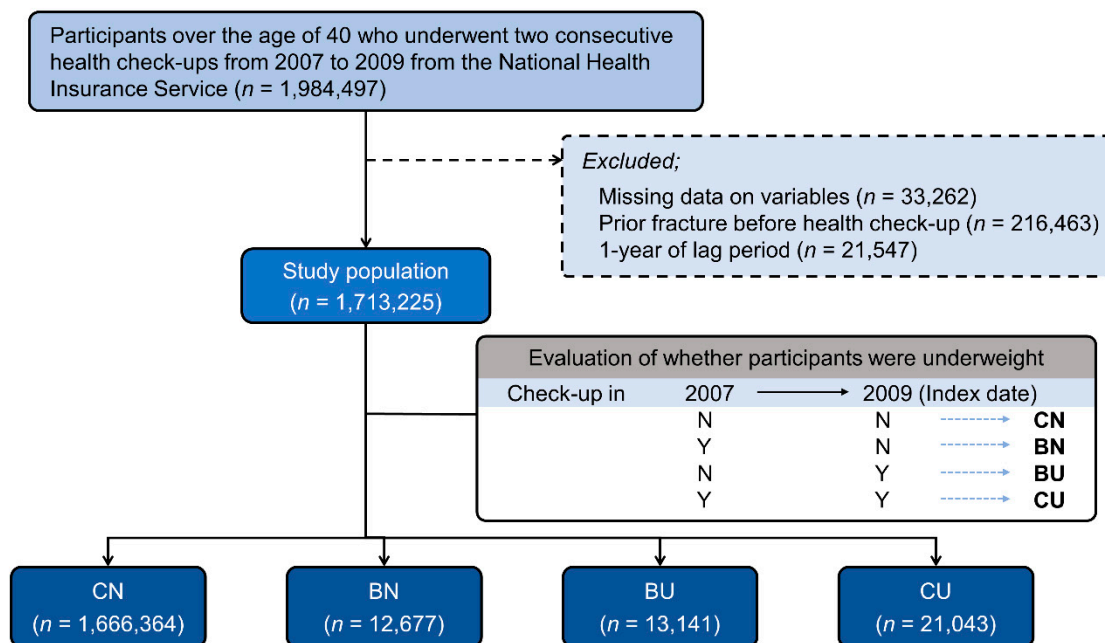 Participants over the age of 40 who underwent two consecutive
health check-ups from 2007 to 2009 from the National Health
Insurance Service (n = 1,984,497)
Excluded;
Missing data on variables (n = 33,262)
Prior fracture before health check-up (n = 216,463)
1-year of lag period (n = 21,547)
Study population
(n = 1,713,225)
Evaluation of whether participants were underweight
Check-up in 2007 2009 (Index date)
N N CN
Y N BN
N Y BU
Y Y CU
CN BN BU CU
(n = 1,666,364) (n = 12,677) (n = 13,141) (n = 21,043)